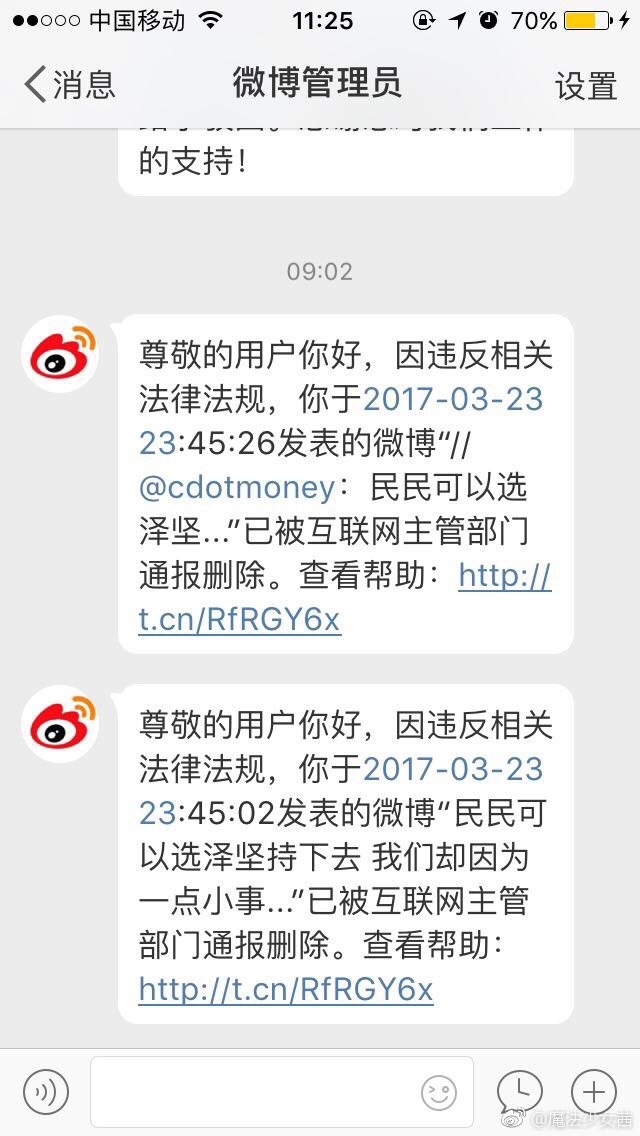 中国移动 11:25 70%
消息 微博管理员 设置
的支持！
09:02
尊敬的用户你好，因违反相关
法律法规，你于2017-03-23
23:45:26发表的微博“//
@cdotmoney：民民可以选
泽坚...”已被互联网主管部门
通报删除。查看帮助：http://
t.cn/RfRGY6x
尊敬的用户你好，因违反相关
法律法规，你于2017-03-23
23:45:02发表的微博“民民可
以选泽坚持下去 我们却因为
一点小事...”已被互联网主管
部门通报删除。查看帮助：
http://t.cn/RfRGY6x
@魔法少女茜